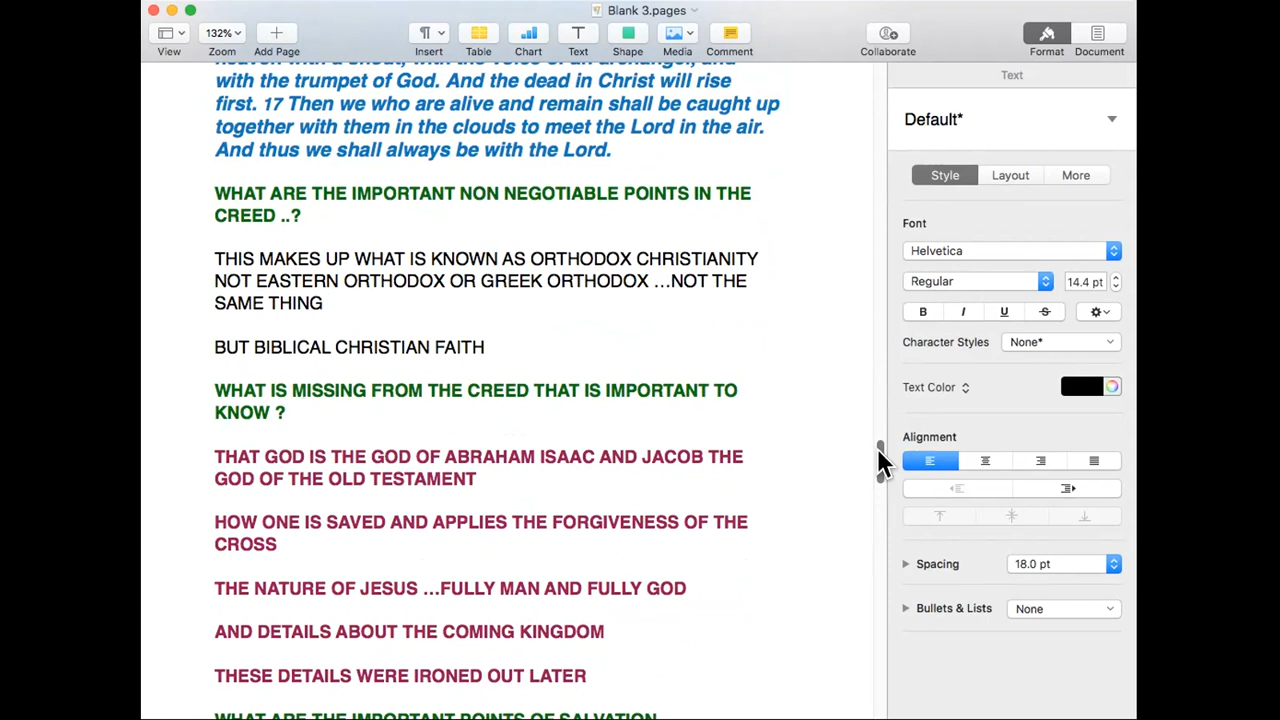 Blank 3.pages
132%
View
Zoom
Add Page
Insert
Table
Chart
Text
Shape
Media
Comment
Collaborate
Format
Document
with the trumpet of God. And the dead in Christ will rise
first. 17 Then we who are alive and remain shall be caught up
together with them in the clouds to meet the Lord in the air.
And thus we shall always be with the Lord.
WHAT ARE THE IMPORTANT NON NEGOTIABLE POINTS IN THE
CREED ..?
THIS MAKES UP WHAT IS KNOWN AS ORTHODOX CHRISTIANITY
NOT EASTERN ORTHODOX OR GREEK ORTHODOX …NOT THE
SAME THING
BUT BIBLICAL CHRISTIAN FAITH
WHAT IS MISSING FROM THE CREED THAT IS IMPORTANT TO
KNOW ?
THAT GOD IS THE GOD OF ABRAHAM ISAAC AND JACOB THE
GOD OF THE OLD TESTAMENT
HOW ONE IS SAVED AND APPLIES THE FORGIVENESS OF THE
CROSS
THE NATURE OF JESUS …FULLY MAN AND FULLY GOD
AND DETAILS ABOUT THE COMING KINGDOM
THESE DETAILS WERE IRONED OUT LATER
WHAT ARE THE IMPORTANT POINTS OF SALVATION
Text
Default*
Style
Layout
More
Font
Helvetica
Regular
14.4 pt
B I U S
Character Styles
None*
Text Color
Alignment
Spacing
18.0 pt
Bullets & Lists
None